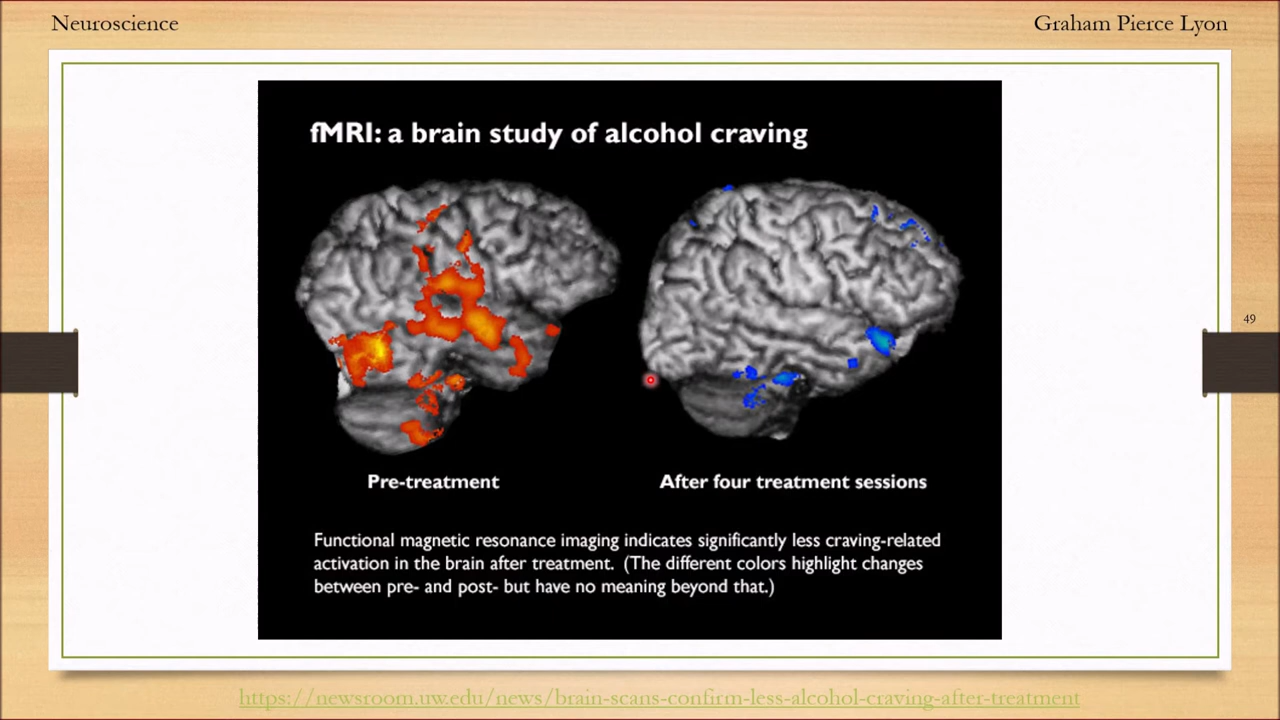 Neuroscience
Graham Pierce Lyon
fMRI: a brain study of alcohol craving
49
Pre-treatment
After four treatment sessions
Functional magnetic resonance imaging indicates significantly less craving-related
activation in the brain after treatment.  (The different colors highlight changes
between pre- and post- but have no meaning beyond that.)
https://newsroom.uw.edu/news/brain-scans-confirm-less-alcohol-craving-after-treatment